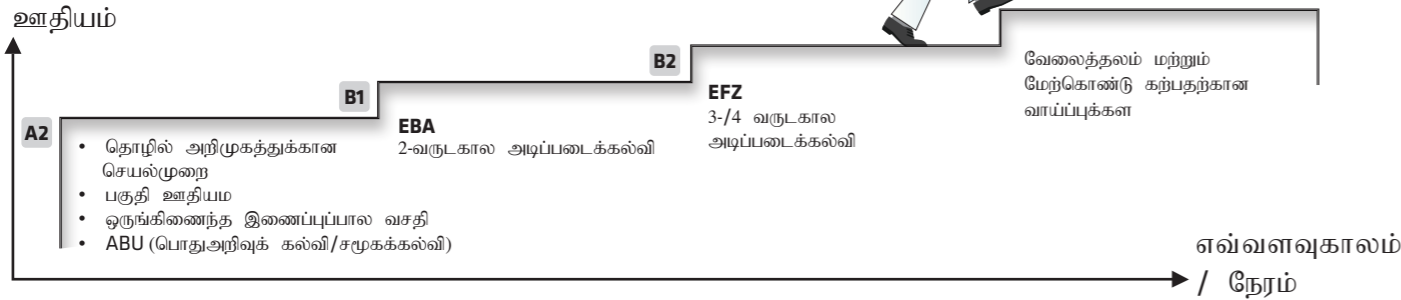 ஊதியம்
A2
• தொழில் அறிமுகத்துக்கான
செயல்முறை
• பகுதி ஊதியம
• ஒருங்கிணைந்த இணைப்புப்பால வசதி
• ABU (பொதுஅறிவுக் கல்வி/சமூகக்கல்வி)
B1
EBA
2-வருடகால அடிப்படைக்கல்வி
B2
EFZ
3-/4 வருடகால
அடிப்படைக்கல்வி
வேலைத்தலம் மற்றும்
மேற்கொண்டு கற்பதற்கான
வாய்ப்புக்கள
எவ்வளவுகாலம்
/ நேரம்